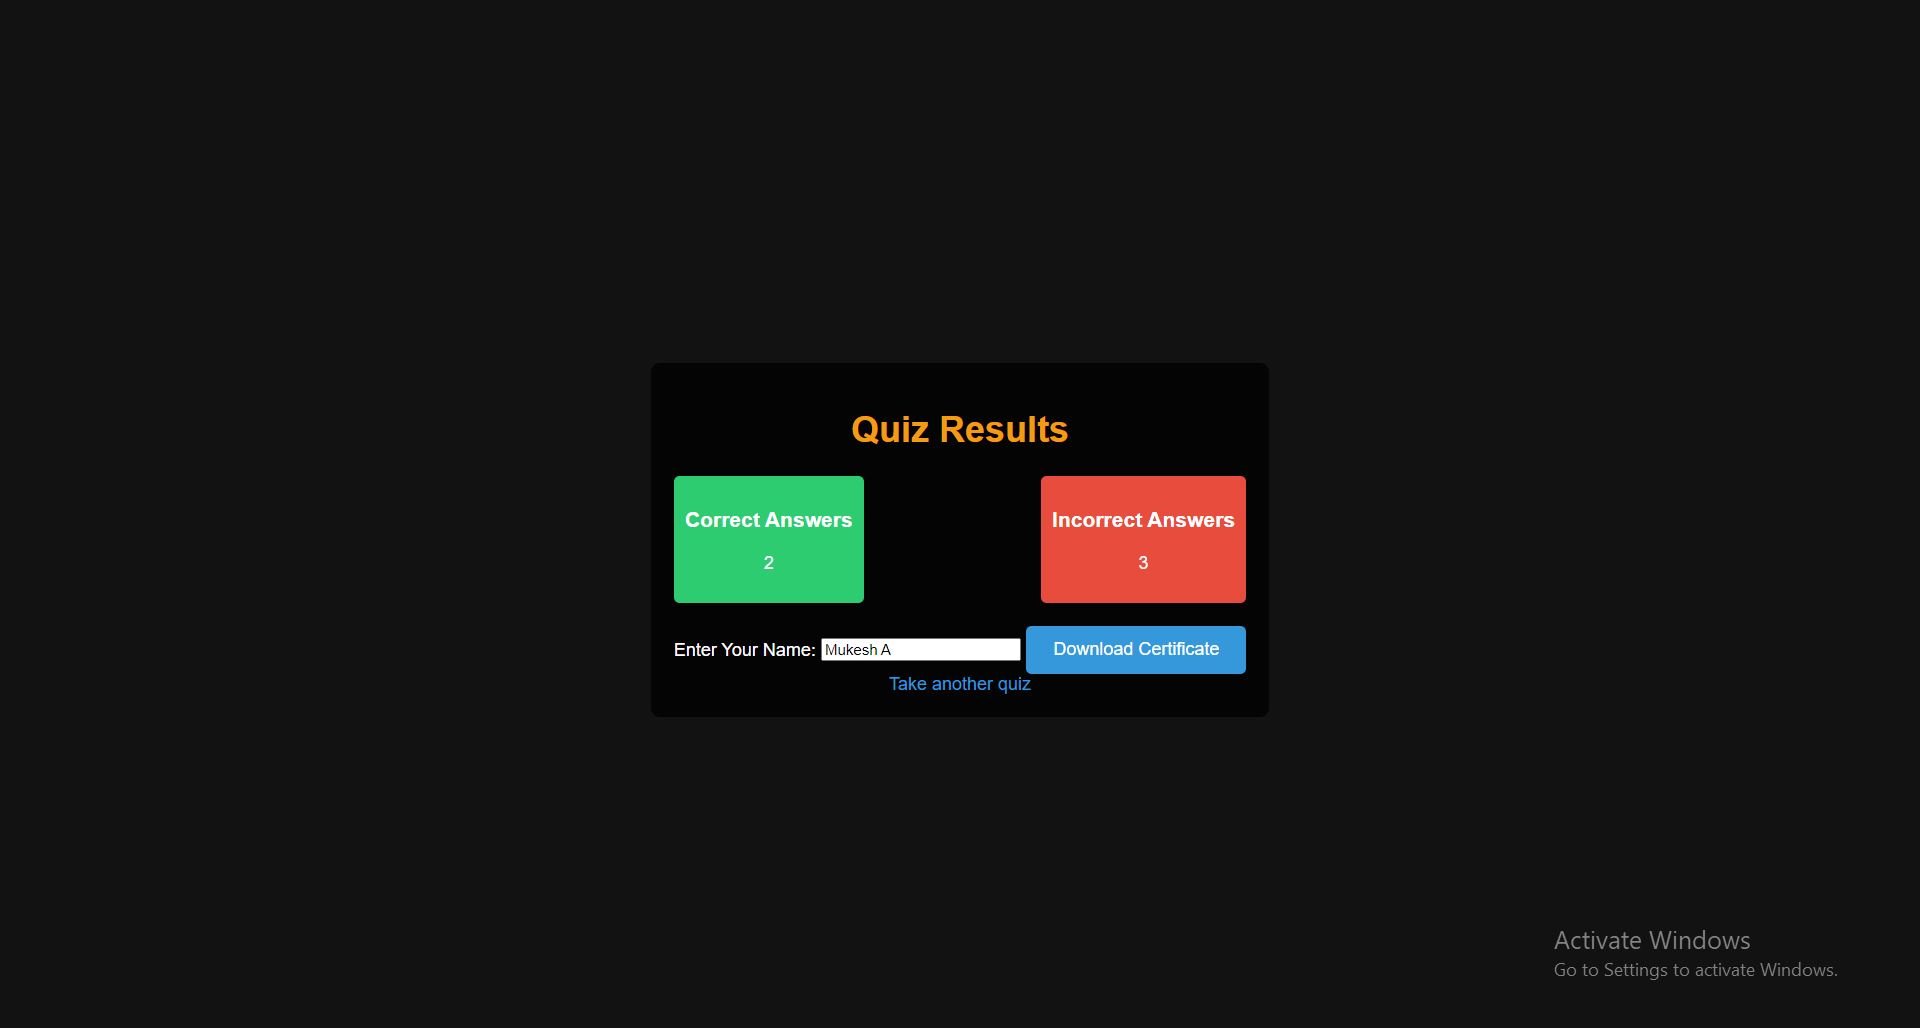 Quiz Results
Correct Answers
2
Incorrect Answers
3
Enter Your Name: Mukesh A Download Certificate
Take another quiz
Activate Windows
Go to Settings to activate Windows.